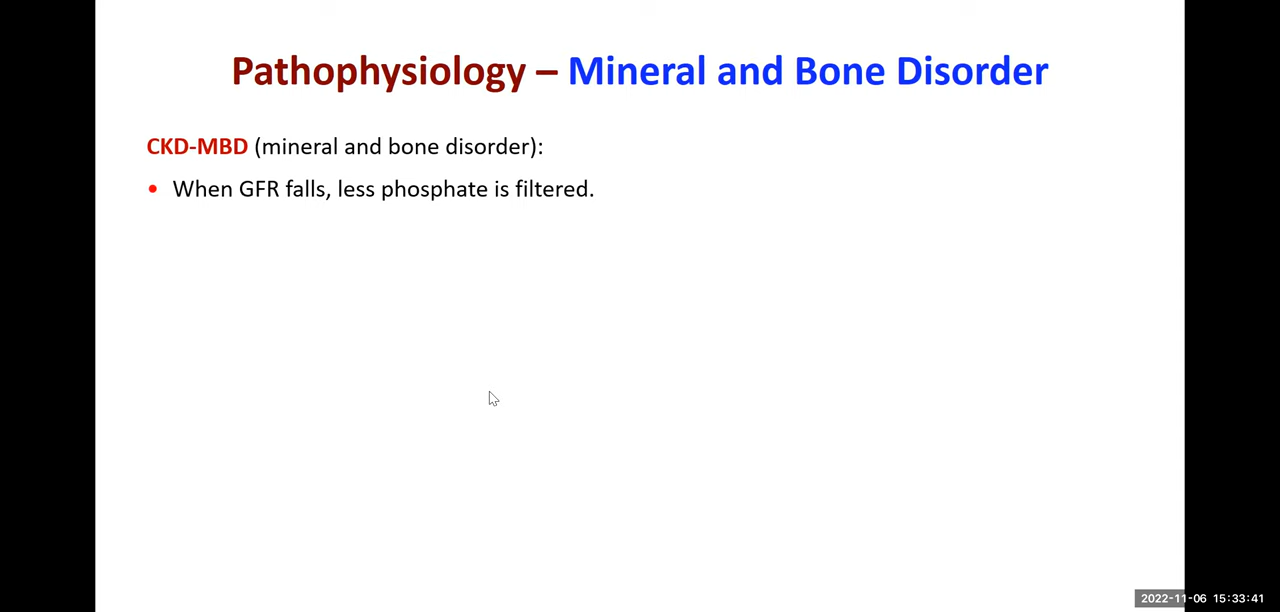 Pathophysiology – Mineral and Bone Disorder
CKD-MBD (mineral and bone disorder):
• When GFR falls, less phosphate is filtered.
2022-11-06 15:33:41